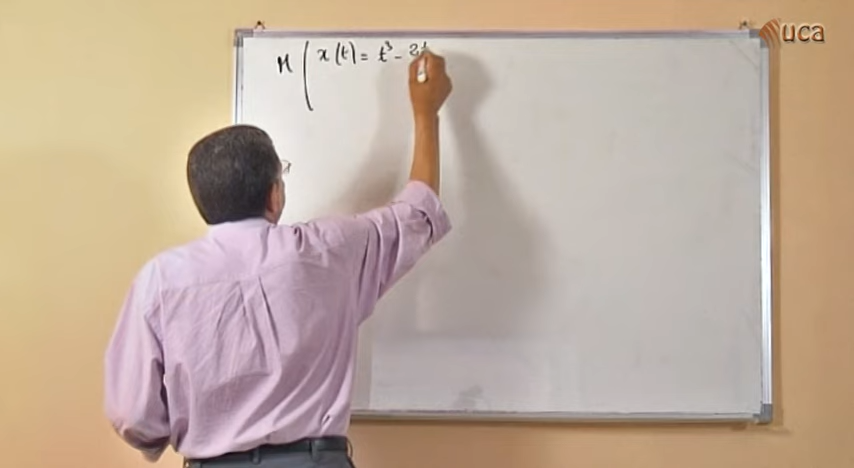 uca
M ( x(t) = t³ - 2t